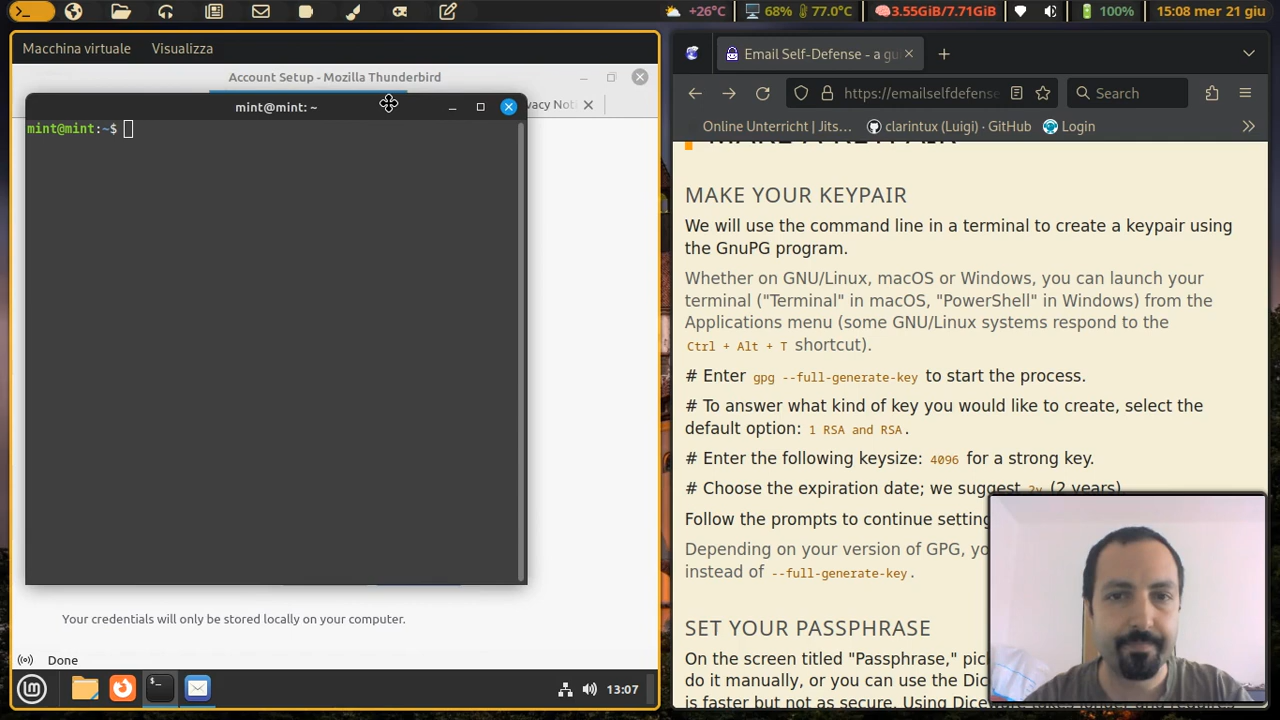 +26°C 68% 77.0°C 3.55GiB/7.71GiB 100% 15:08 mer 21 giu
Macchina virtuale Visualizza
Account Setup - Mozilla Thunderbird
mint@mint: ~
mint@mint:~$
Your credentials will only be stored locally on your computer.
Done
13:07
Email Self-Defense - a gu
https://emailselfdefense
Search
Online Unterricht | Jits… clarintux (Luigi) · GitHub Login
MAKE YOUR KEYPAIR
We will use the command line in a terminal to create a keypair using
the GnuPG program.
Whether on GNU/Linux, macOS or Windows, you can launch your
terminal ("Terminal" in macOS, "PowerShell" in Windows) from the
Applications menu (some GNU/Linux systems respond to the
Ctrl + Alt + T shortcut).
# Enter gpg --full-generate-key to start the process.
# To answer what kind of key you would like to create, select the
default option: 1 RSA and RSA.
# Enter the following keysize: 4096 for a strong key.
# Choose the expiration date; we suggest 2y (2 years)
Follow the prompts to continue setting
Depending on your version of GPG, yo
instead of --full-generate-key.
SET YOUR PASSPHRASE
On the screen titled "Passphrase," pic
do it manually, or you can use the Dic
is faster but not as secure. Using